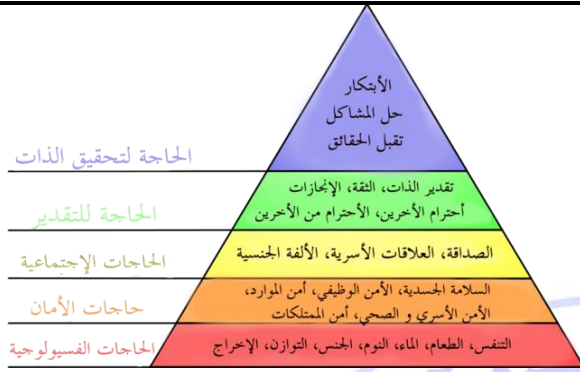 الأبتكار
حل المشاكل
تقبل الحقائق
الحاجة لتحقيق الذات
تقدير الذات، الثقة، الإنجازات
أحترام الأخرين، الأحترام من الأخرين
الحاجة للتقدير
الصداقة، العلاقات الأسرية، الألفة الجنسية
الحاجات الإجتماعية
السلامة الجسدية، الأمن الوظيفي، أمن الموارد،
الأمن الأسري و الصحي، أمن الممتلكات
حاجات الأمان
التنفس، الطعام، الماء، النوم، الجنس، التوازن، الإخراج
الحاجات الفسيولوجية